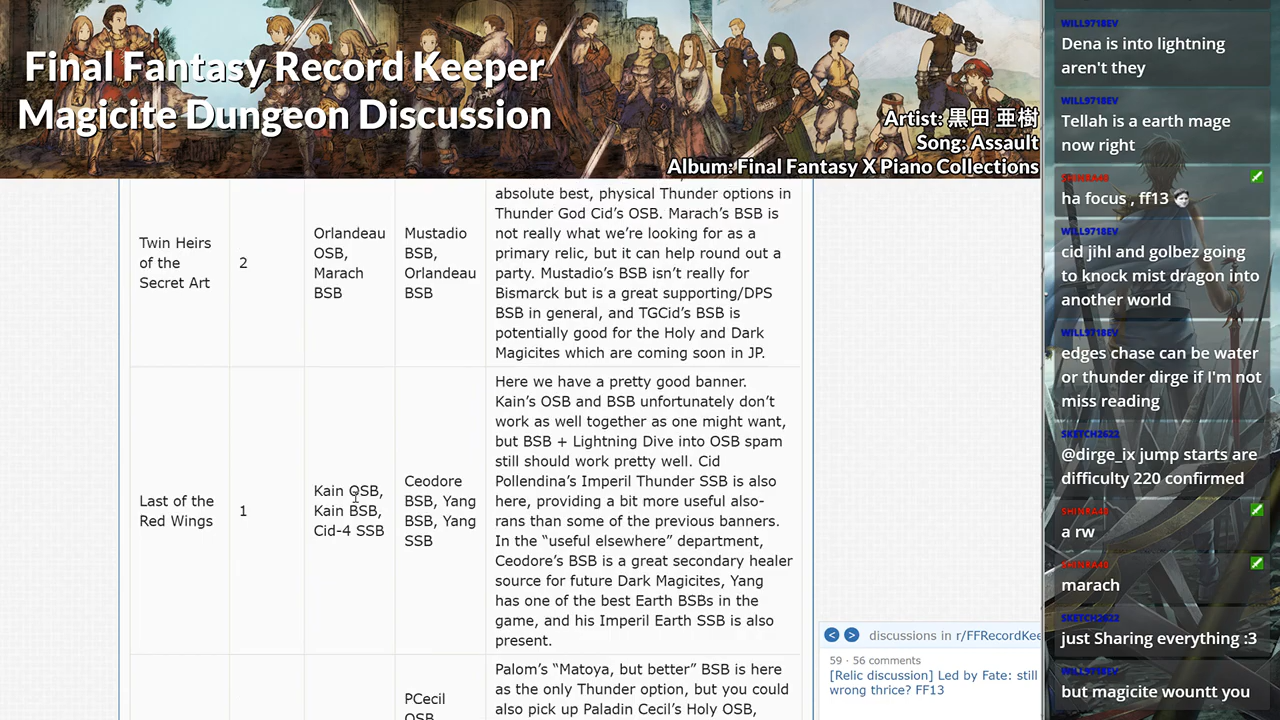 Final Fantasy Record Keeper
Magicite Dungeon Discussion
Artist: 黒田 亜樹
Song: Assault
Album: Final Fantasy X Piano Collections
Twin Heirs
of the
Secret Art
2
Orlandeau
OSB,
Marach
BSB
Mustadio
BSB,
Orlandeau
BSB
absolute best, physical Thunder options in
Thunder God Cid’s OSB. Marach’s BSB is
not really what we’re looking for as a
primary relic, but it can help round out a
party. Mustadio’s BSB isn’t really for
Bismarck but is a great supporting/DPS
BSB in general, and TGCid’s BSB is
potentially good for the Holy and Dark
Magicites which are coming soon in JP.
Last of the
Red Wings
1
Kain OSB,
Kain BSB,
Cid-4 SSB
Ceodore
BSB, Yang
BSB, Yang
SSB
Here we have a pretty good banner.
Kain’s OSB and BSB unfortunately don’t
work as well together as one might want,
but BSB + Lightning Dive into OSB spam
still should work pretty well. Cid
Pollendina’s Imperil Thunder SSB is also
here, providing a bit more useful also-
rans than some of the previous banners.
In the “useful elsewhere” department,
Ceodore’s BSB is a great secondary healer
source for future Dark Magicites, Yang
has one of the best Earth BSBs in the
game, and his Imperil Earth SSB is also
present.
PCecil
OSB
Palom’s “Matoya, but better” BSB is here
as the only Thunder option, but you could
also pick up Paladin Cecil’s Holy OSB,
< > discussions in r/FFRecordKee
59 · 56 comments
[Relic discussion] Led by Fate: still
wrong thrice? FF13
WILL9718EV
Dena is into lightning
aren't they
WILL9718EV
Tellah is a earth mage
now right
SHINRA40
ha focus , ff13
WILL9718EV
cid jihl and golbez going
to knock mist dragon into
another world
WILL9718EV
edges chase can be water
or thunder dirge if I'm not
miss reading
SKETCH2622
@dirge_ix jump starts are
difficulty 220 confirmed
SHINRA40
a rw
SHINRA40
marach
SKETCH2622
just Sharing everything :3
WILL9718EV
but magicite wountt you